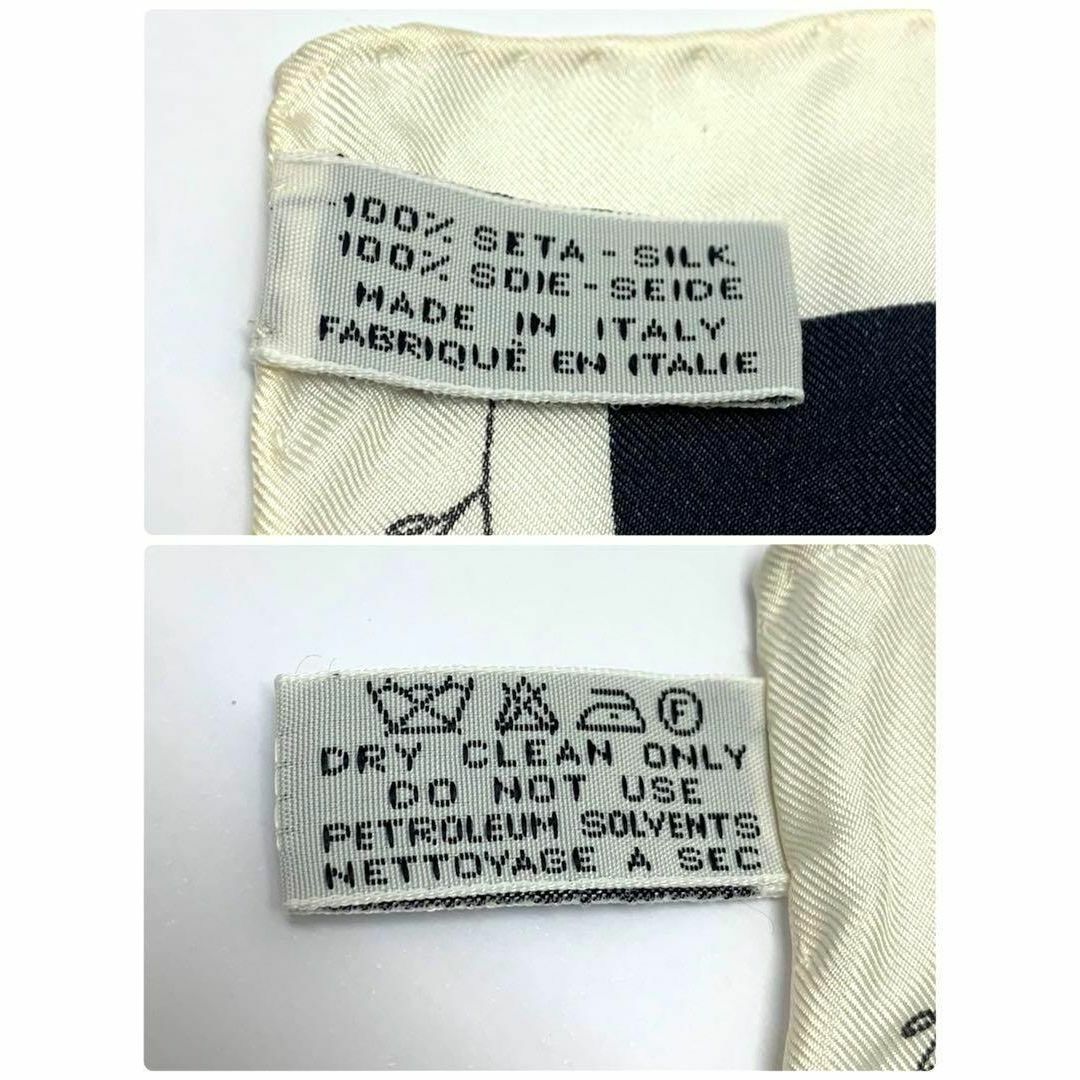 100% SETA - SILK
100% SOIE - SEIDE
MADE IN ITALY
FABRIQUË EN ITALIE
F
DRY CLEAN ONLY
DO NOT USE
PETROLEUM SOLVENTS
NETTOYAGE A SEC